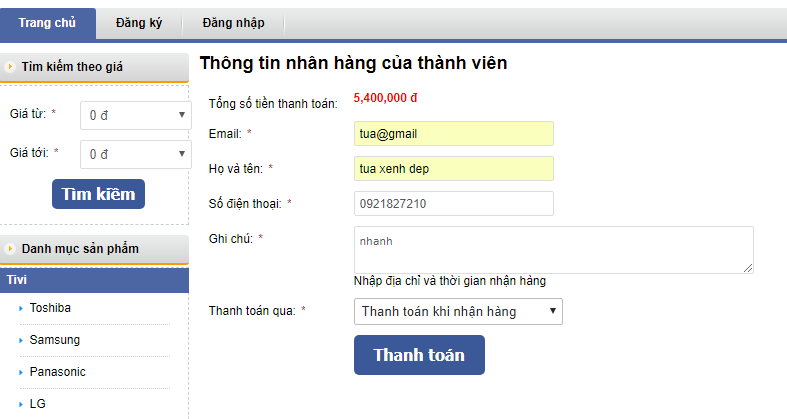 Trang chủ Đăng ký Đăng nhập
Tìm kiếm theo giá
Giá từ: * 0 đ
Giá tới: * 0 đ
Tìm kiếm
Danh mục sản phẩm
Tivi
Toshiba
Samsung
Panasonic
LG
Thông tin nhân hàng của thành viên
Tổng số tiền thanh toán: 5,400,000 đ
Email: * tua@gmail
Họ và tên: * tua xenh dep
Số điện thoại: * 0921827210
Ghi chú: * nhanh
Nhập địa chỉ và thời gian nhận hàng
Thanh toán qua: * Thanh toán khi nhận hàng
Thanh toán